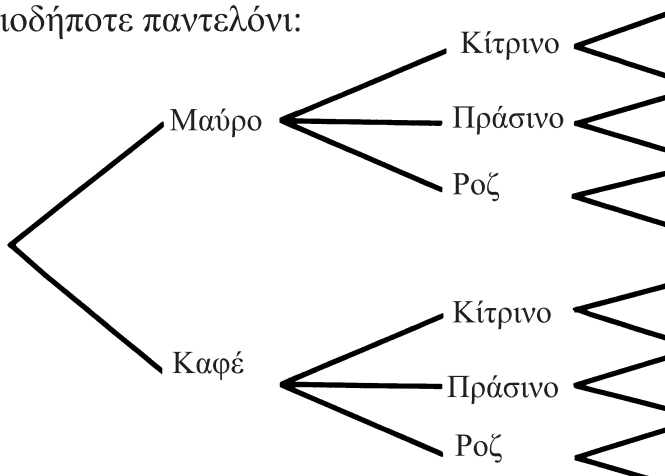 ιοδήποτε παντελόνι:
Κίτρινο
Μαύρο
Πράσινο
Ροζ
Κίτρινο
Καφέ
Πράσινο
Ροζ